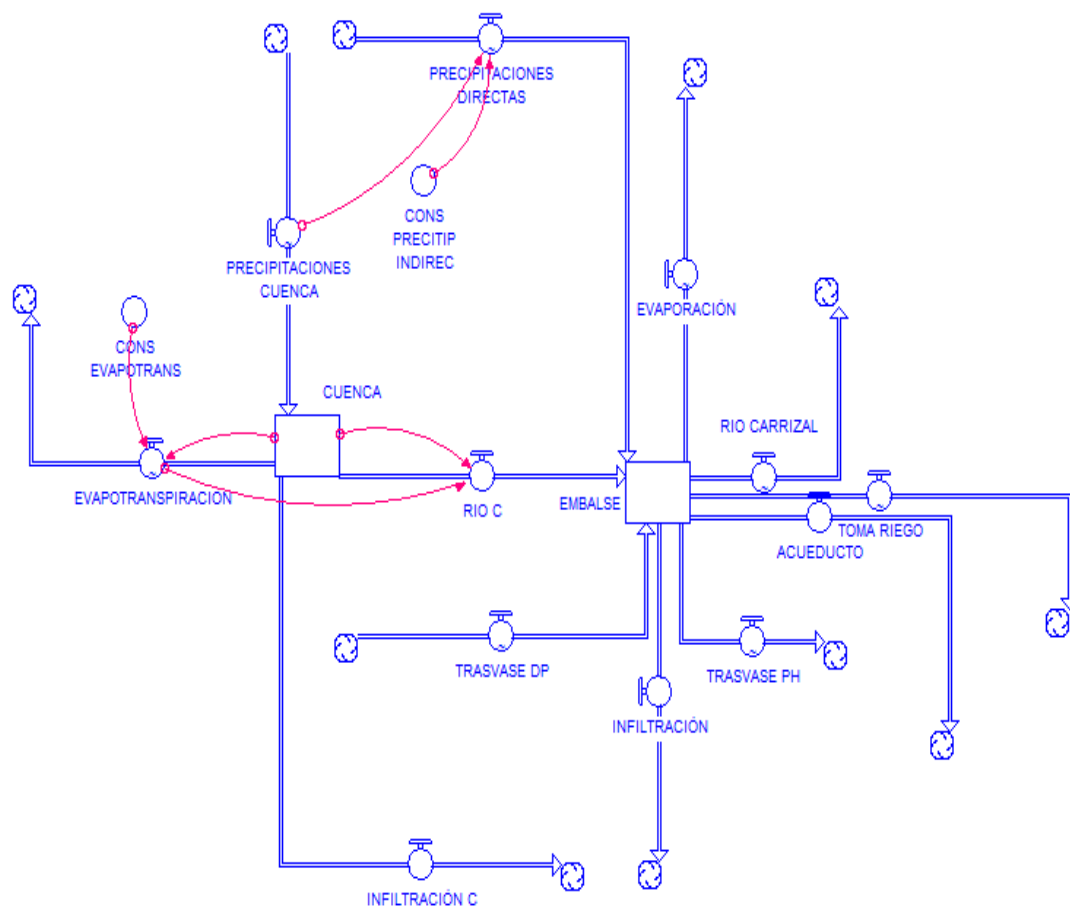 PRECIPITACIONES
DIRECTAS
CONS
PRECITIP
INDIREC
PRECIPITACIONES
CUENCA
EVAPORACIÓN
CONS
EVAPOTRANS
CUENCA
RIO CARRIZAL
EVAPOTRANSPIRACION
RIO C
EMBALSE
TOMA RIEGO
ACUEDUCTO
TRASVASE DP
TRASVASE PH
INFILTRACIÓN
INFILTRACIÓN C